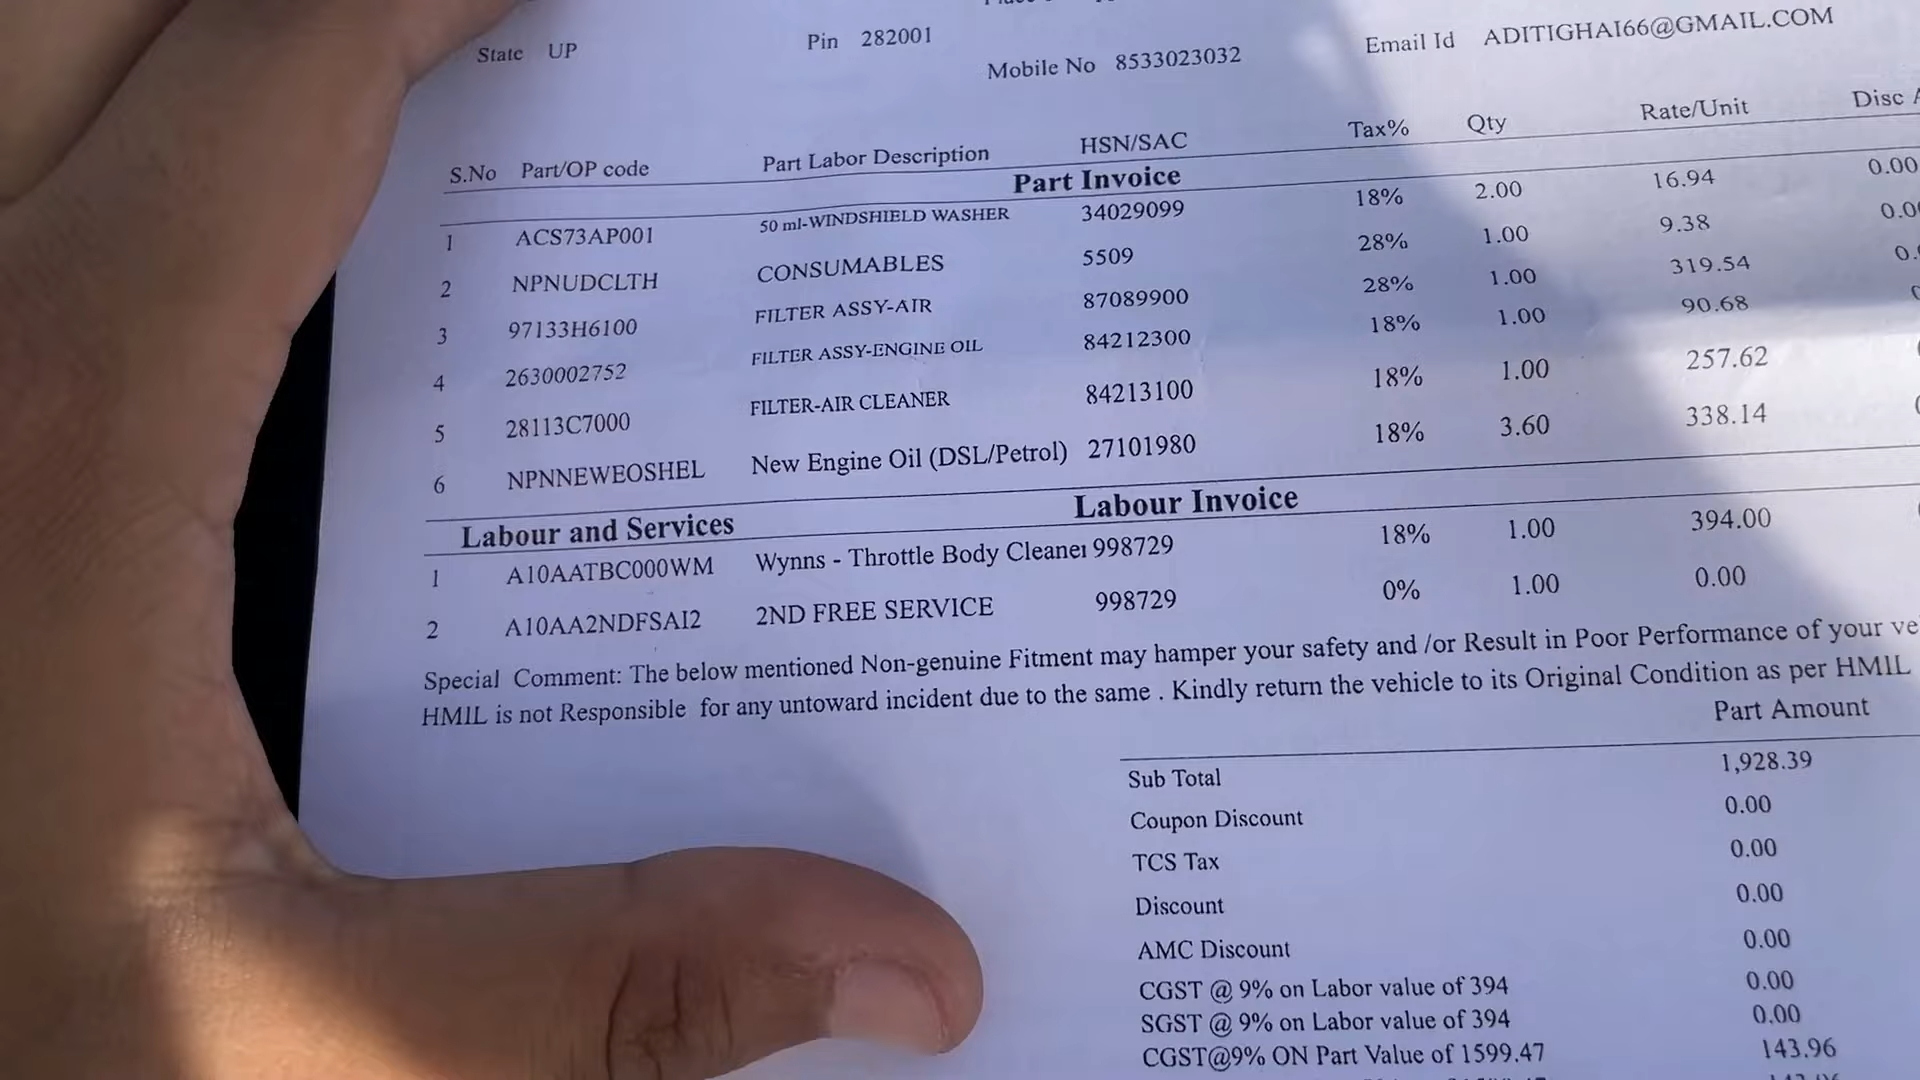 State UP Pin 282001 Mobile No 8533023032 Email Id ADITIGHAI66@GMAIL.COM
S.No Part/OP code Part Labor Description HSN/SAC Tax% Qty Rate/Unit Disc
Part Invoice
1 ACS73AP001 50 ml-WINDSHIELD WASHER 34029099 18% 2.00 16.94 0.00
2 NPNUDCLTH CONSUMABLES 5509 28% 1.00 9.38
3 97133H6100 FILTER ASSY-AIR 87089900 28% 1.00 319.54
4 2630002752 FILTER ASSY-ENGINE OIL 84212300 18% 1.00 90.68
5 28113C7000 FILTER-AIR CLEANER 84213100 18% 1.00 257.62
6 NPNNEWEOSHEL New Engine Oil (DSL/Petrol) 27101980 18% 3.60 338.14
Labour Invoice
Labour and Services
1 A10AATBC000WM Wynns - Throttle Body Cleaner 998729 18% 1.00 394.00
2 A10AA2NDFSAI2 2ND FREE SERVICE 998729 0% 1.00 0.00
Special Comment: The below mentioned Non-genuine Fitment may hamper your safety and /or Result in Poor Performance of your ve
HMIL is not Responsible for any untoward incident due to the same . Kindly return the vehicle to its Original Condition as per HMIL
Part Amount
Sub Total 1,928.39
Coupon Discount 0.00
TCS Tax 0.00
Discount 0.00
AMC Discount 0.00
CGST @ 9% on Labor value of 394 0.00
SGST @ 9% on Labor value of 394 0.00
CGST@9% ON Part Value of 1599.47 143.96